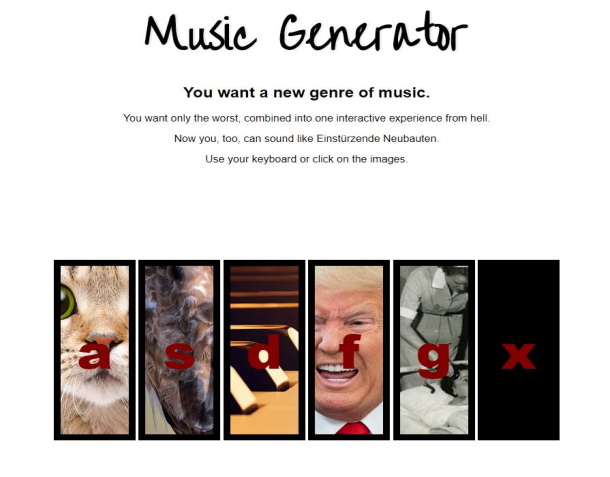 Music Generator
You want a new genre of music.
You want only the worst, combined into one interactive experience from hell.
Now you, too, can sound like Einstürzende Neubauten.
Use your keyboard or click on the images.
a s d f g x